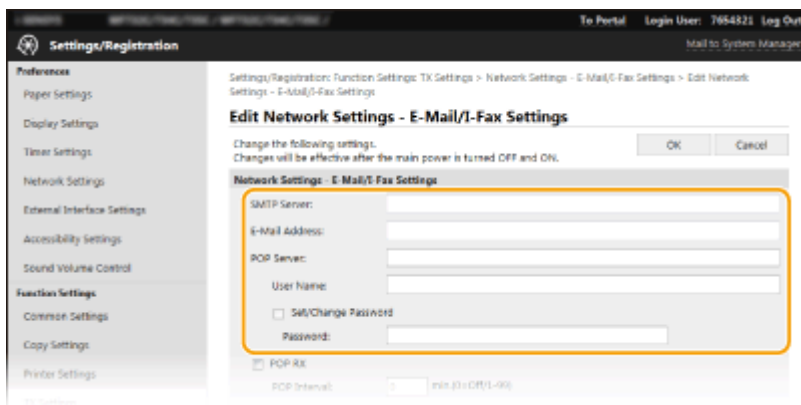 To Portal Login User: 7654321 Log Out
Settings/Registration
Mail to System Manager
Preferences
Paper Settings
Display Settings
Timer Settings
Network Settings
External Interface Settings
Accessibility Settings
Sound Volume Control
Function Settings
Common Settings
Copy Settings
Printer Settings
TX Settings
Settings/Registration: Function Settings: TX Settings > Network Settings - E-Mail/I-Fax Settings > Edit Network
Settings - E-Mail/I-Fax Settings
Edit Network Settings - E-Mail/I-Fax Settings
Change the following settings.
Changes will be effective after the main power is turned OFF and ON.
OK Cancel
Network Settings - E-Mail/I-Fax Settings
SMTP Server:
E-Mail Address:
POP Server:
User Name:
Set/Change Password
Password:
POP RX
POP Interval: 0 min.(0=Off/1-99)